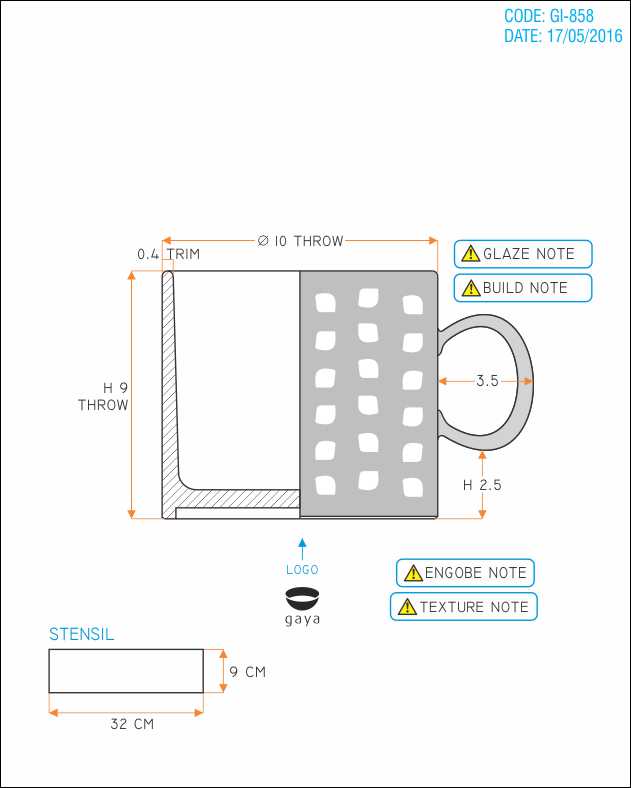 CODE: GI-858
DATE: 17/05/2016
Ø 10 THROW
0.4 TRIM
GLAZE NOTE
BUILD NOTE
3.5
H 9
THROW
H 2.5
LOGO
ENGOBE NOTE
gaya
TEXTURE NOTE
STENSIL
9 CM
32 CM